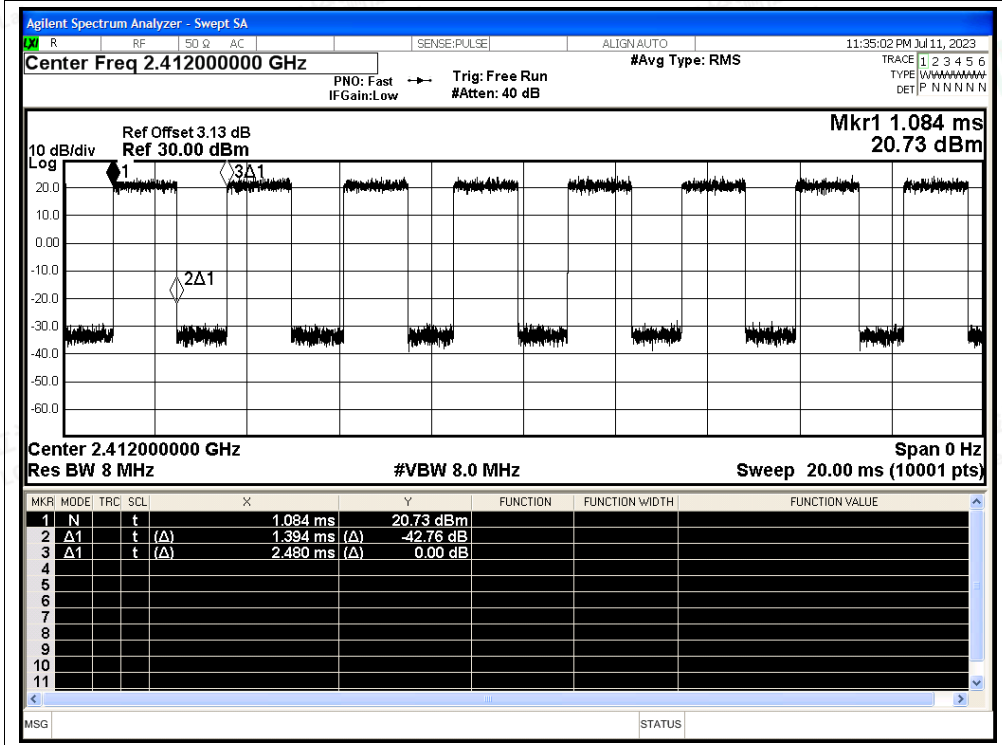 Agilent Spectrum Analyzer - Swept SA
LXI R RF 50 Ω AC SENSE:PULSE ALIGN AUTO 11:35:02 PM Jul 11, 2023
Center Freq 2.412000000 GHz #Avg Type: RMS TRACE 1 2 3 4 5 6
PNO: Fast Trig: Free Run TYPE
IFGain:Low #Atten: 40 dB DET P N N N N N
Mkr1 1.084 ms
Ref Offset 3.13 dB
10 dB/div Ref 30.00 dBm 20.73 dBm
Log
1 3Δ1
20.0
10.0
0.00
-10.0
2Δ1
-20.0
-30.0
-40.0
-50.0
-60.0
Center 2.412000000 GHz Span 0 Hz
Res BW 8 MHz #VBW 8.0 MHz Sweep 20.00 ms (10001 pts)
MKR MODE TRC SCL X Y FUNCTION FUNCTION WIDTH FUNCTION VALUE
1 N t 1.084 ms 20.73 dBm
2 Δ1 t (Δ) 1.394 ms (Δ) -42.76 dB
3 Δ1 t (Δ) 2.480 ms (Δ) 0.00 dB
4
5
6
7
8
9
10
11
MSG STATUS